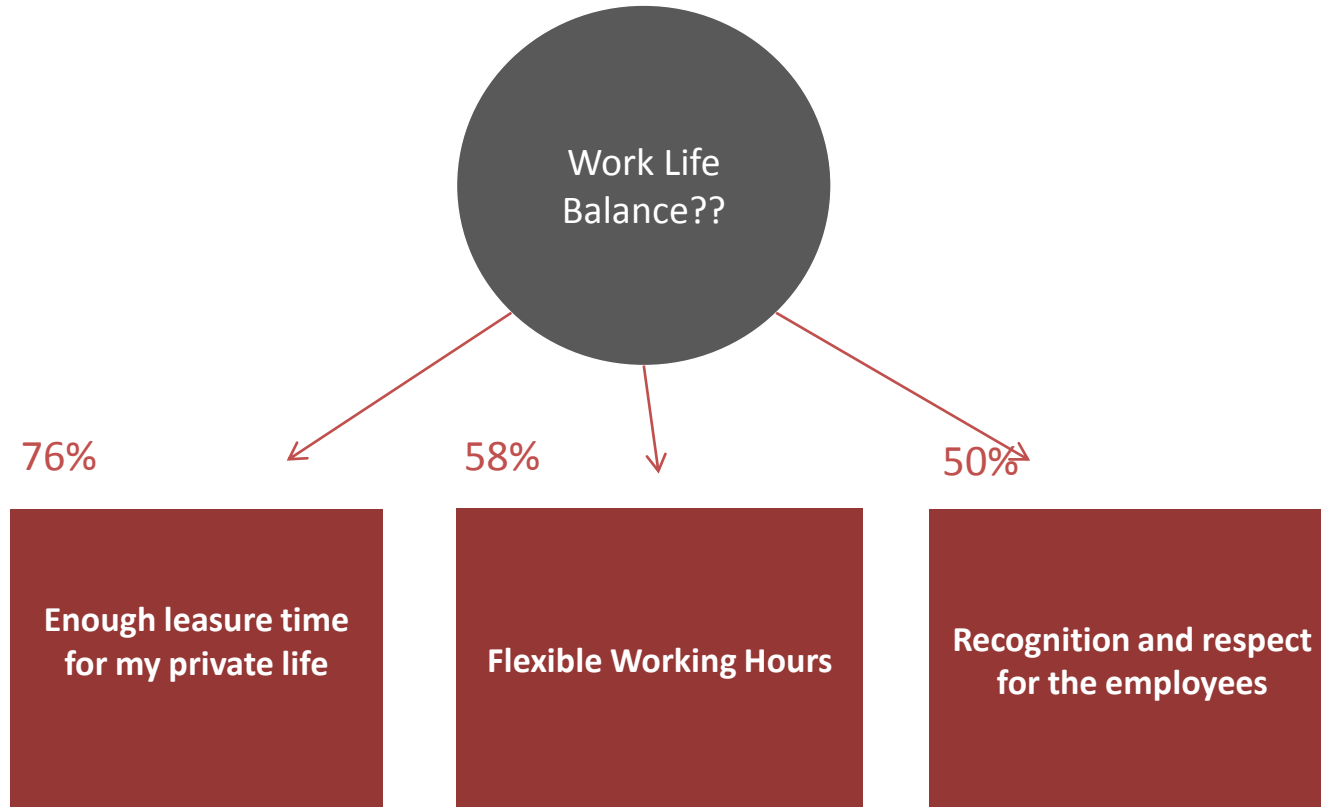 Work Life
Balance??
76%
58%
50%
Enough leasure time
for my private life
Flexible Working Hours
Recognition and respect
for the employees